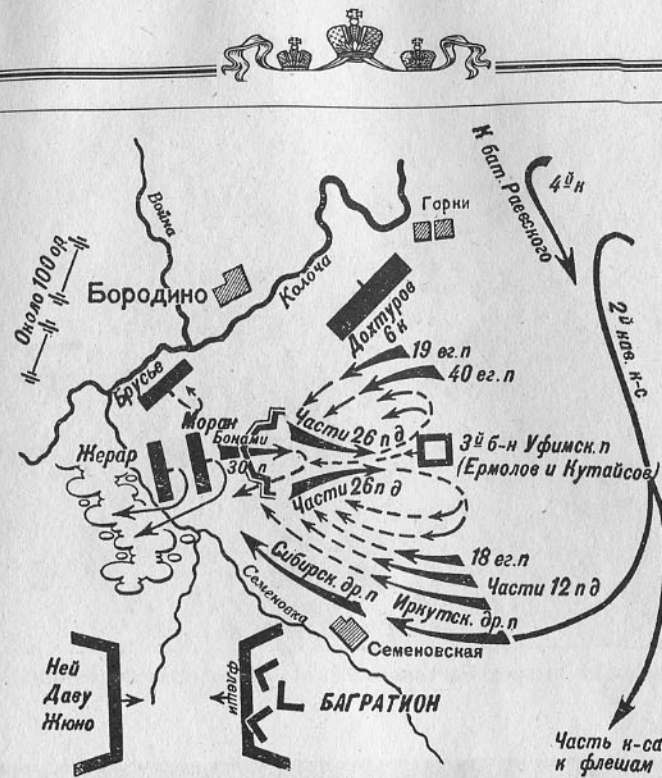 К бат. Раевского
4й к
Война
Горки
Около 100 ор.
Бородино
Колоча
2й кав. к-с
Дохтуров
6 к
19 ег. п
40 ег. п
Брусье
Моран
Бонами
30 п
Части 26 п д
3й б-н Уфимск. п
(Ермолов и Кутайсов)
Жерар
Части 26 п д
18 ег. п
Части 12 п д
Сибирск. др. п
Иркутск. др. п
Семеновка
Семеновская
Ней
Даву
Жюно
флеши
БАГРАТИОН
Часть к-са
к флешам